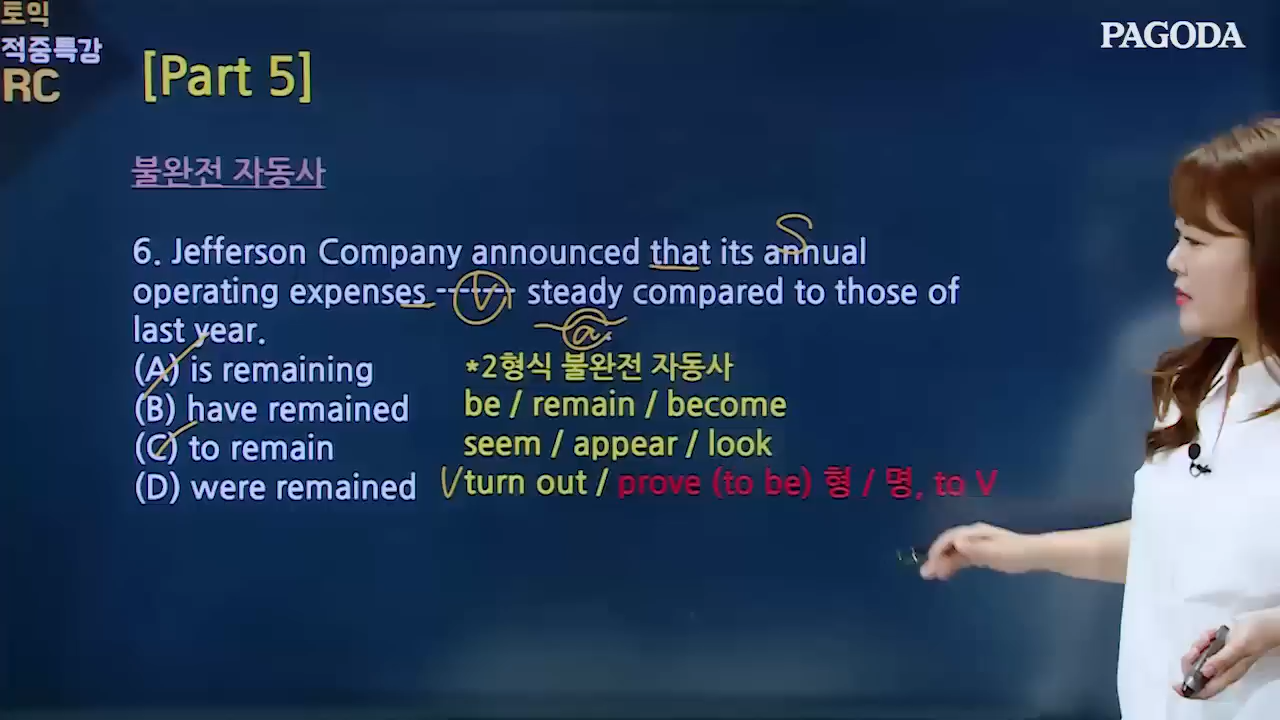 토익
적중특강
RC
PAGODA
[Part 5]
불완전 자동사
S
6. Jefferson Company announced that its annual
operating expenses ------- steady compared to those of
V
last year.
a.
(A) is remaining
*2형식 불완전 자동사
(B) have remained
be / remain / become
(C) to remain
seem / appear / look
(D) were remained
V turn out / prove (to be) 형 / 명, to V